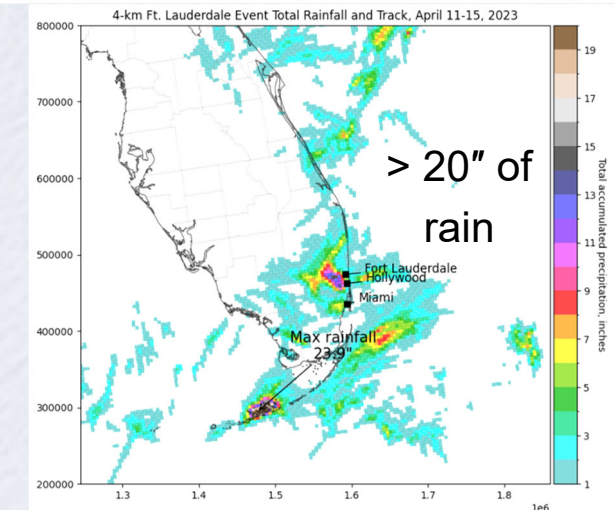 4-km Ft. Lauderdale Event Total Rainfall and Track, April 11-15, 2023
800000
700000
600000
500000
400000
300000
200000
> 20″ of
rain
Fort Lauderdale
Hollywood
Miami
Max rainfall
23.9"
1.3
1.4
1.5
1.6
1.7
1.8
1e6
19
17
15
13
11
9
7
5
3
1
Total accumulated precipitation, inches